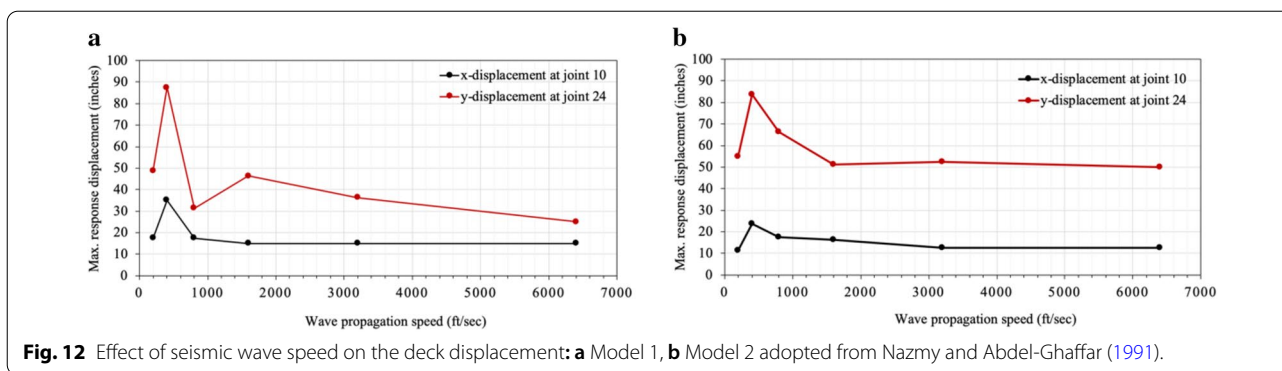 a
Max. response displacement (inches)
100
90
80
70
60
50
40
30
20
10
0
0 1000 2000 3000 4000 5000 6000 7000
Wave propagation speed (ft/sec)
x-displacement at joint 10
y-displacement at joint 24
b
Max. response displacement (inches)
100
90
80
70
60
50
40
30
20
10
0
0 1000 2000 3000 4000 5000 6000 7000
Wave propagation speed (ft/sec)
x-displacement at joint 10
y-displacement at joint 24
Fig. 12 Effect of seismic wave speed on the deck displacement: a Model 1, b Model 2 adopted from Nazmy and Abdel-Ghaffar (1991).